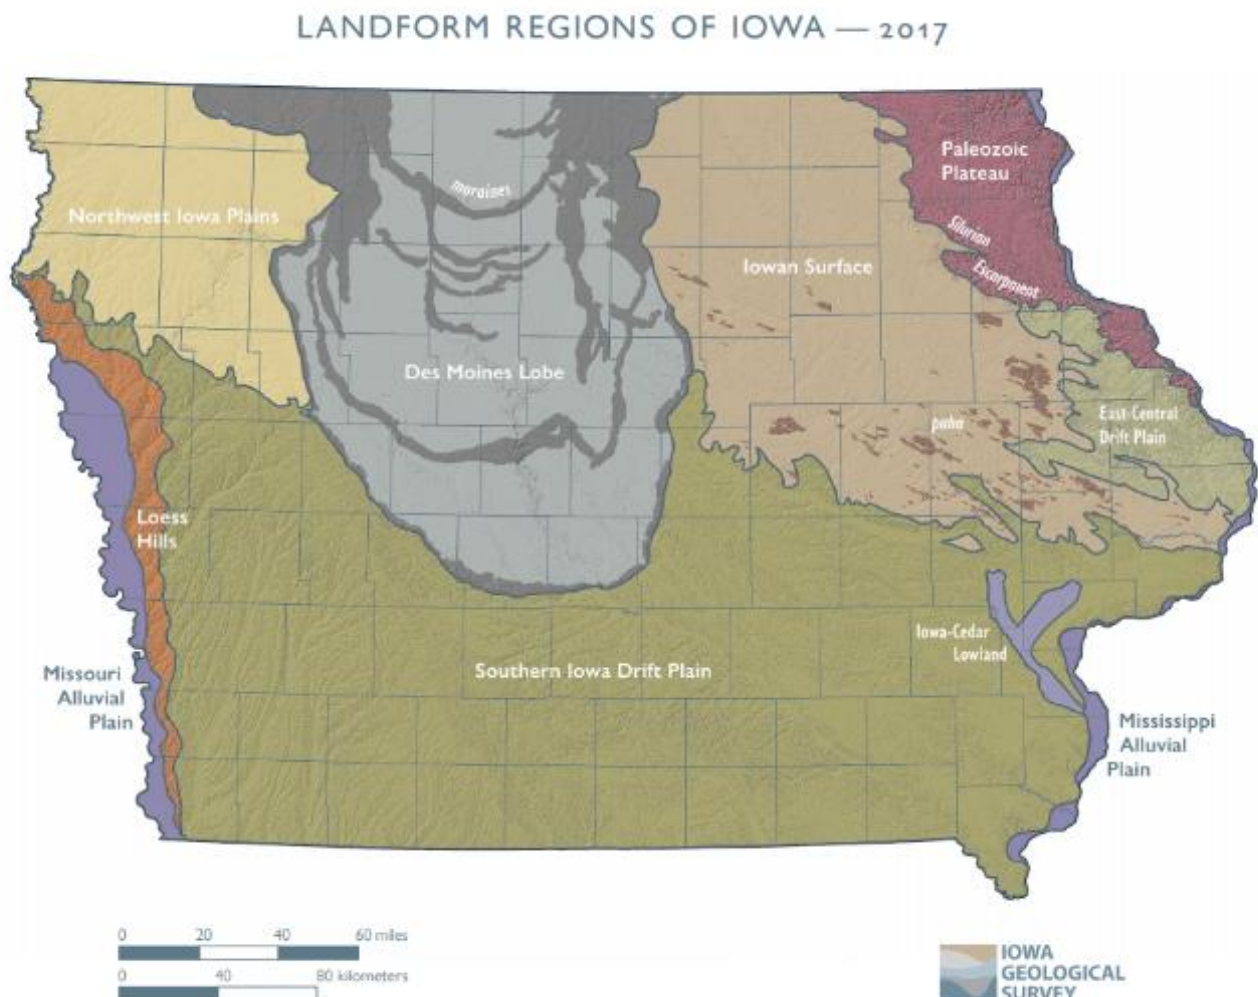 LANDFORM REGIONS OF IOWA — 2017
Paleozoic
Plateau
moraines
Northwest Iowa Plains
Silurian
Escarpment
Iowan Surface
Des Moines Lobe
East-Central
Drift Plain
paha
Loess
Hills
Iowa-Cedar
Lowland
Missouri
Alluvial
Plain
Southern Iowa Drift Plain
Mississippi
Alluvial
Plain
0 20 40 60 miles
0 40 80 kilometers
IOWA
GEOLOGICAL
SURVEY